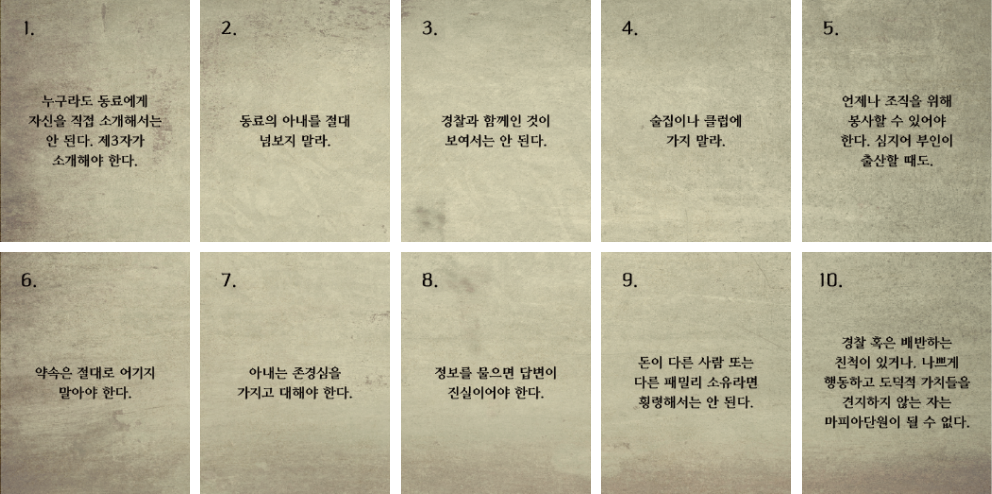 1.
누구라도 동료에게
자신을 직접 소개해서는
안 된다. 제3자가
소개해야 한다.
2.
동료의 아내를 절대
넘보지 말라.
3.
경찰과 함께인 것이
보여서는 안 된다.
4.
술집이나 클럽에
가지 말라.
5.
언제나 조직을 위해
봉사할 수 있어야
한다. 심지어 부인이
출산할 때도.
6.
약속은 절대로 어기지
말아야 한다.
7.
아내는 존경심을
가지고 대해야 한다.
8.
정보를 물으면 답변이
진실이어야 한다.
9.
돈이 다른 사람 또는
다른 패밀리 소유라면
횡령해서는 안 된다.
10.
경찰 혹은 배반하는
친척이 있거나. 나쁘게
행동하고 도덕적 가치들을
견지하지 않는 자는
마피아단원이 될 수 없다.